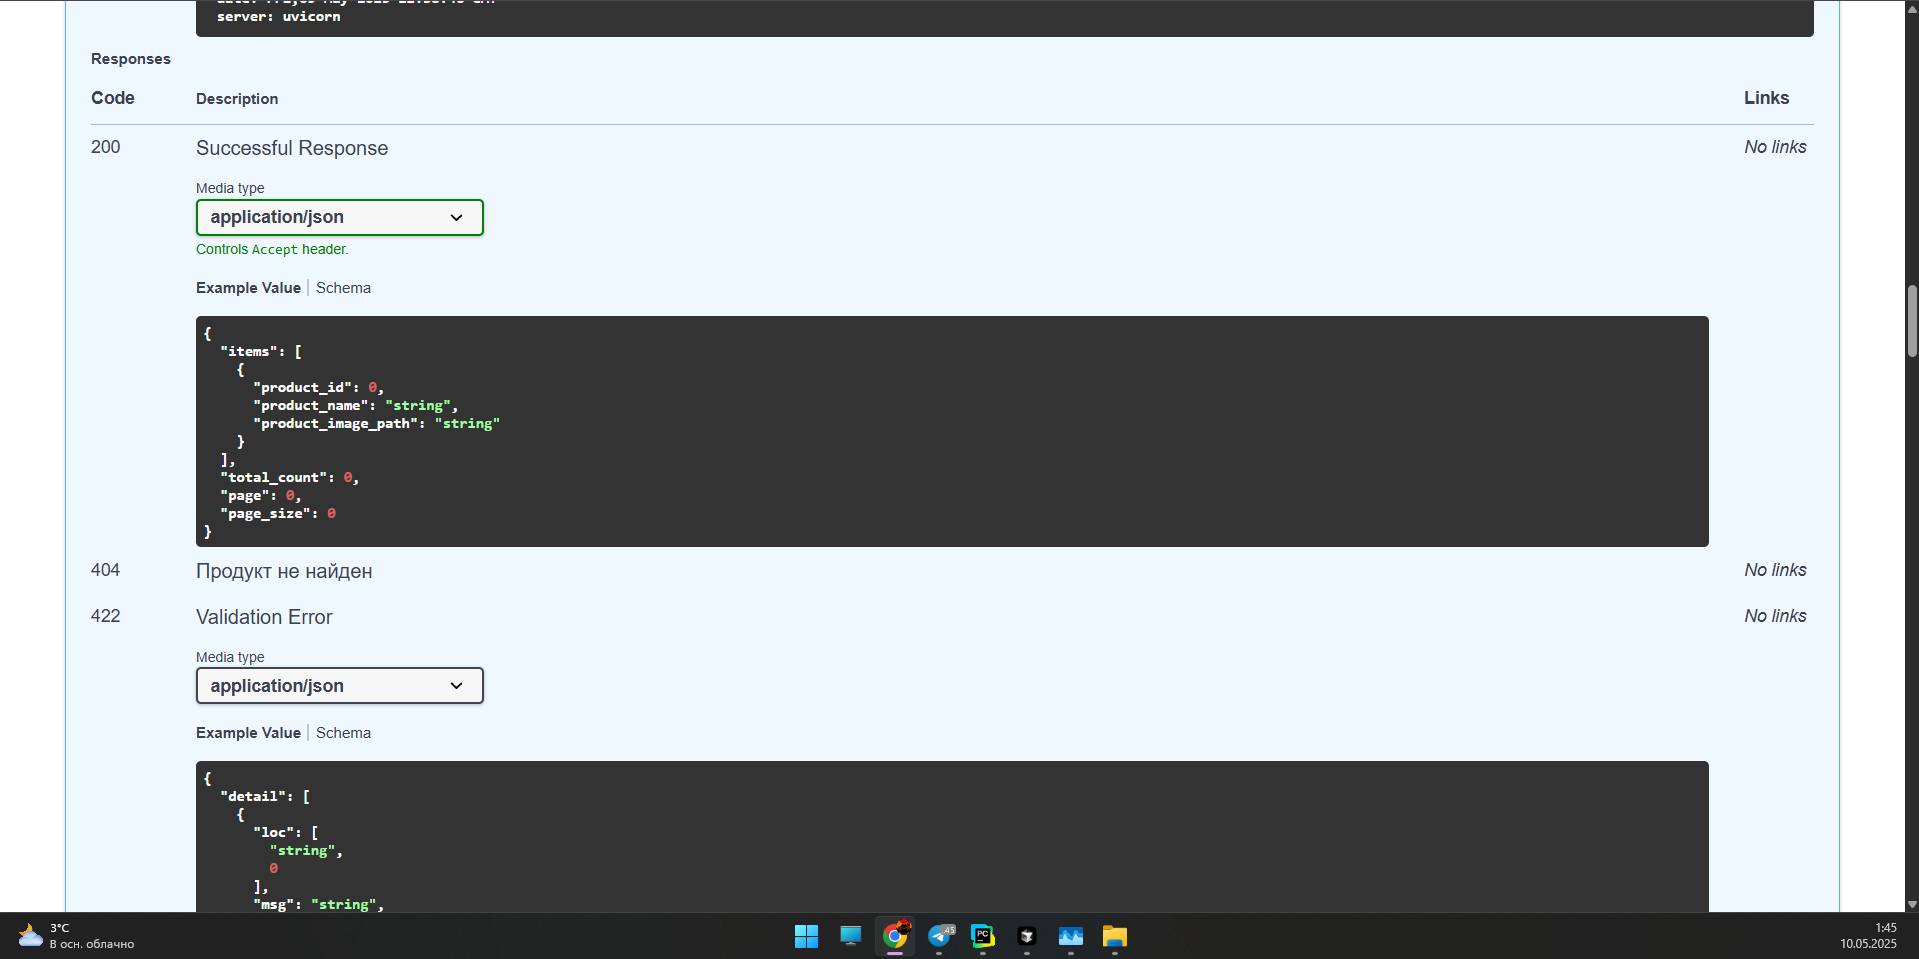 server: uvicorn
Responses
Code Description Links
200 Successful Response No links
Media type
application/json
Controls Accept header.
Example Value Schema
{
"items": [
{
"product_id": 0,
"product_name": "string",
"product_image_path": "string"
}
],
"total_count": 0,
"page": 0,
"page_size": 0
}
404 Продукт не найден No links
422 Validation Error No links
Media type
application/json
Example Value Schema
{
"detail": [
{
"loc": [
"string",
0
],
"msg": "string",
3°C
В осн. облачно
45
PC
1:45
10.05.2025